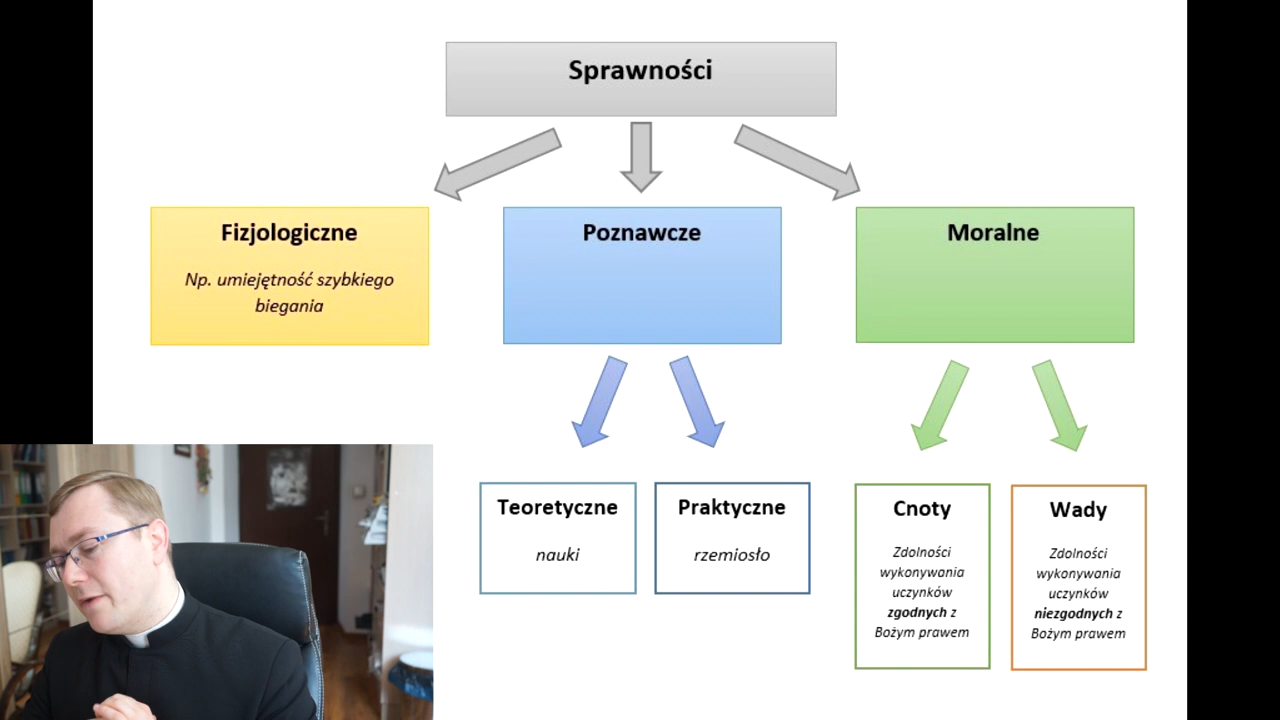 Sprawności
Fizjologiczne
Np. umiejętność szybkiego
biegania
Poznawcze
Moralne
Teoretyczne
nauki
Praktyczne
rzemiosło
Cnoty
Zdolności
wykonywania
uczynków
zgodnych z
Bożym prawem
Wady
Zdolności
wykonywania
uczynków
niezgodnych z
Bożym prawem